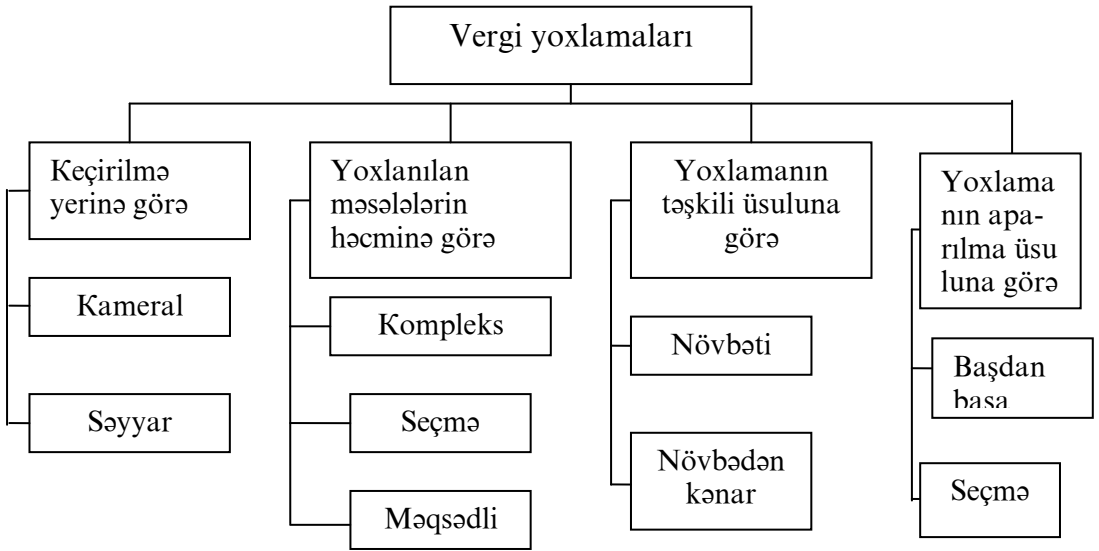 Vergi yoxlamaları
Keçirilmə
yerinə görə
Kameral
Səyyar
Yoxlanılan
məsələlərin
həcminə görə
Kompleks
Seçmə
Məqsədli
Yoxlamanın
təşkili üsuluna
görə
Növbəti
Növbədən
kənar
Yoxlama
nın apa-
rılma üsu
luna görə
Başdan
başa
Seçmə